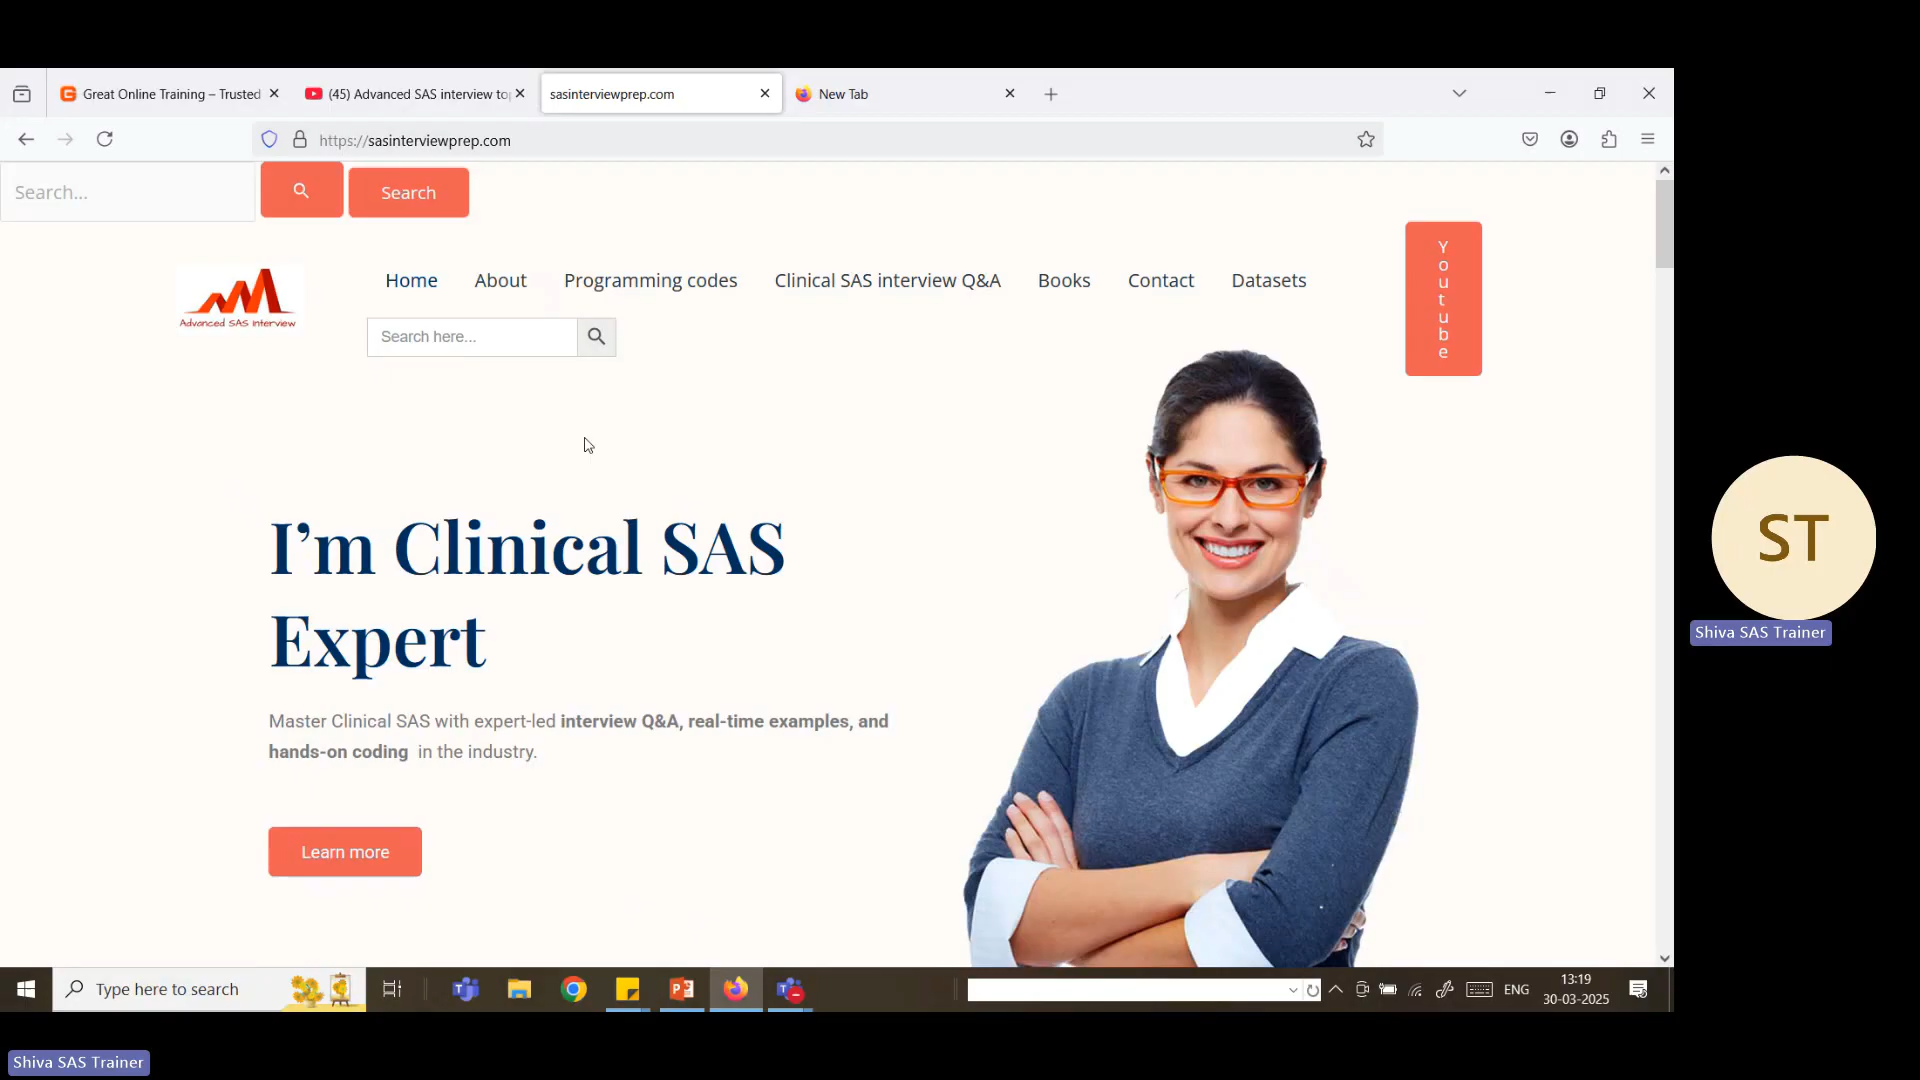 Great Online Training – Trusted
(45) Advanced SAS interview to
sasinterviewprep.com
New Tab
https://sasinterviewprep.com
Search...
Search
Home
About
Programming codes
Clinical SAS interview Q&A
Books
Contact
Datasets
Youtube
Advanced SAS Interview
Search here...
I’m Clinical SAS
Expert
Master Clinical SAS with expert-led interview Q&A, real-time examples, and
hands-on coding in the industry.
Learn more
ST
Shiva SAS Trainer
Type here to search
ENG
13:19
30-03-2025
Shiva SAS Trainer